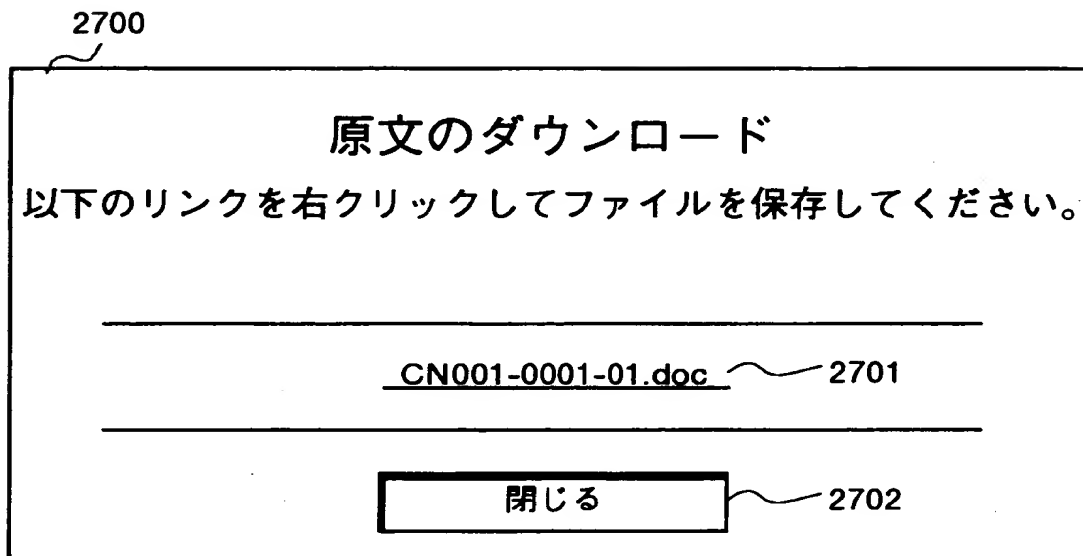 2700
原文のダウンロード
以下のリンクを右クリックしてファイルを保存してください。
CN001-0001-01.doc 2701
閉じる 2702